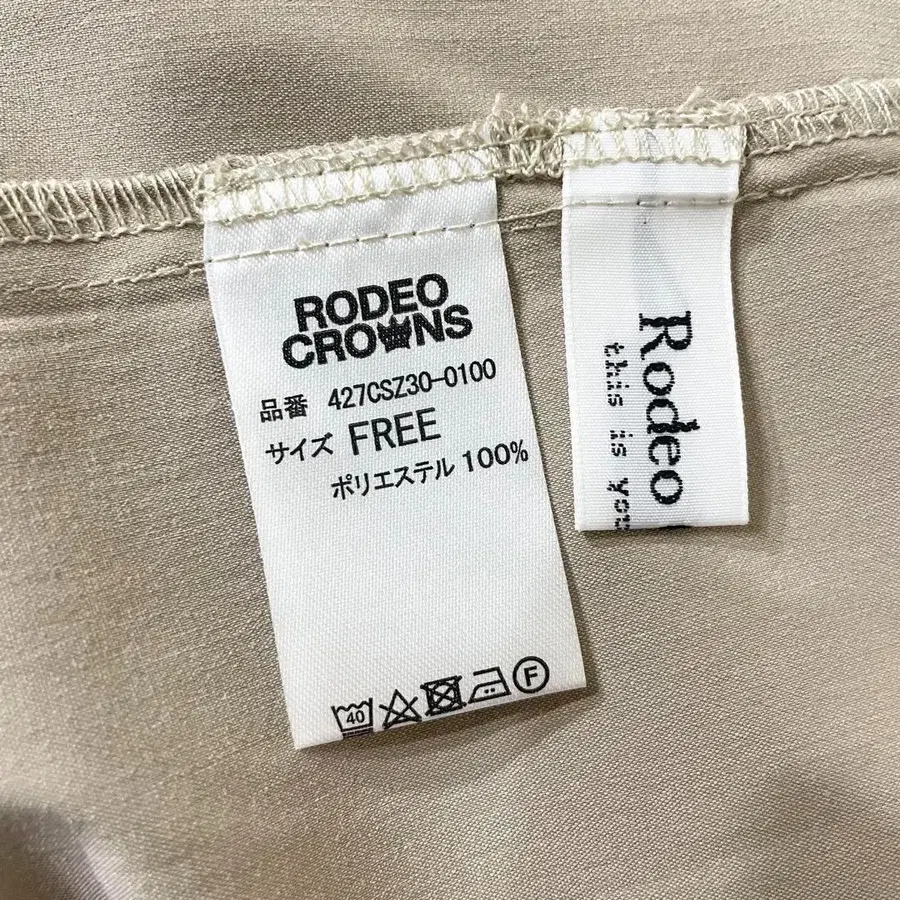 RODEO
CROWNS
品番 427CSZ30-0100
サイズ FREE
ポリエステル 100%
40
F
Rodeo
this is